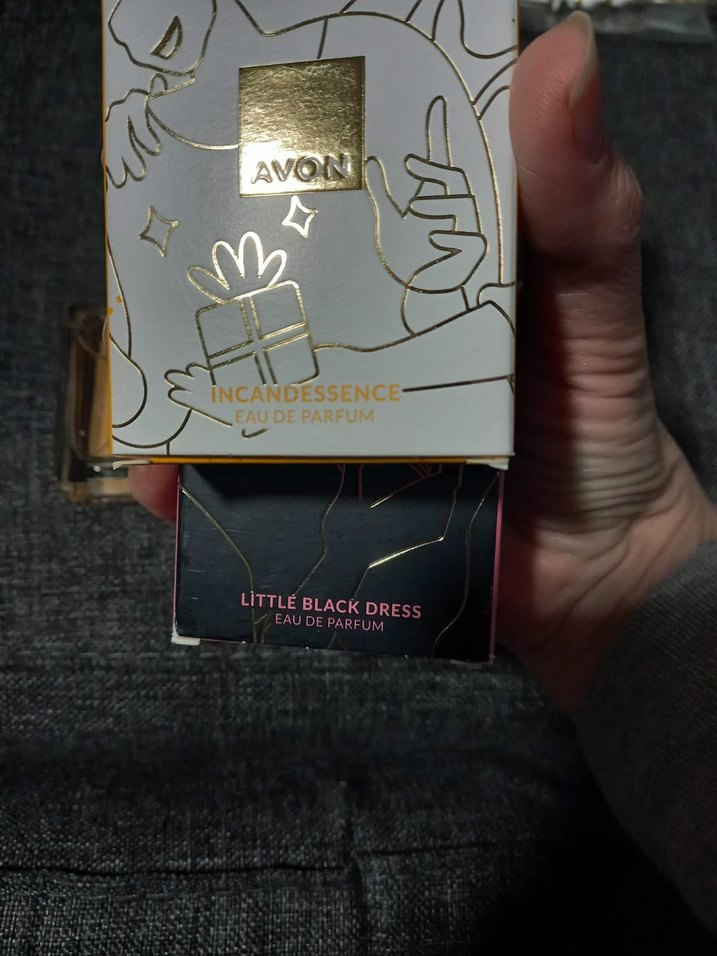 AVON
INCANDESSENCE
EAU DE PARFUM
LITTLE BLACK DRESS
EAU DE PARFUM